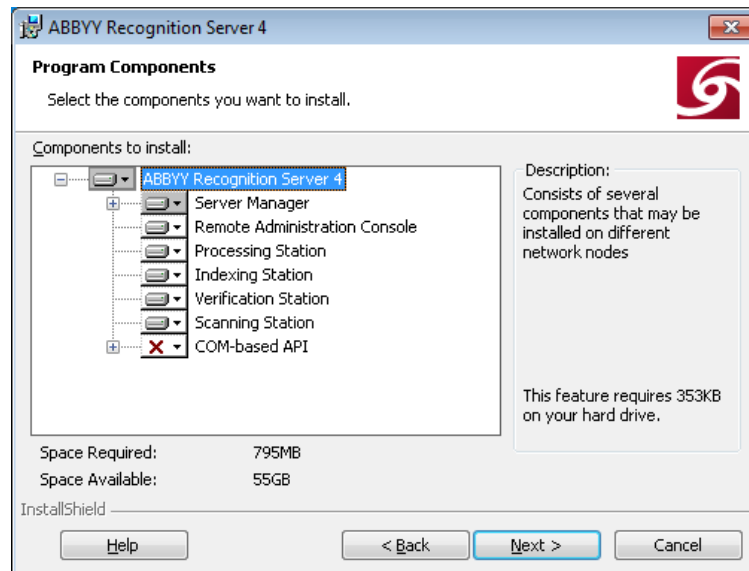 ABBYY Recognition Server 4
Program Components
Select the components you want to install.
Components to install:
ABBYY Recognition Server 4
Server Manager
Remote Administration Console
Processing Station
Indexing Station
Verification Station
Scanning Station
COM-based API
Description:
Consists of several
components that may be
installed on different
network nodes
This feature requires 353KB
on your hard drive.
Space Required: 795MB
Space Available: 55GB
InstallShield
Help < Back Next > Cancel